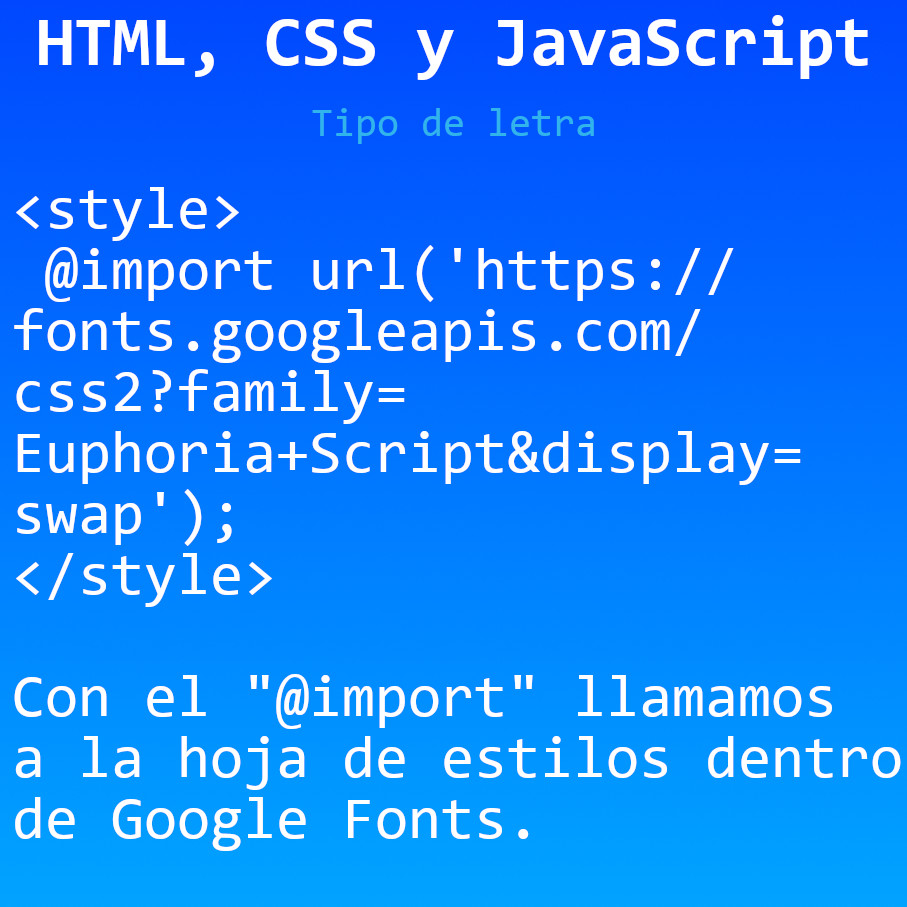 HTML, CSS y JavaScript
Tipo de letra
<style>
 @import url('https://
fonts.googleapis.com/
css2?family=
Euphoria+Script&display=
swap');
</style>
Con el "@import" llamamos
a la hoja de estilos dentro
de Google Fonts.